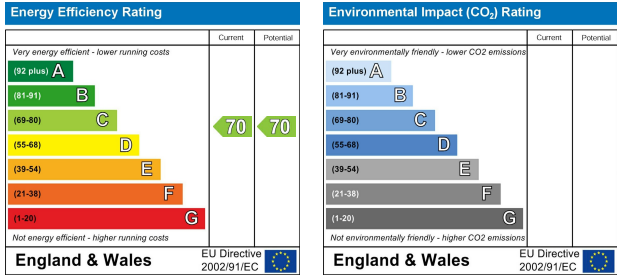 Energy Efficiency Rating
Current Potential
Very energy efficient - lower running costs
(92 plus) A
(81-91) B
(69-80) C
70 70
(55-68) D
(39-54) E
(21-38) F
(1-20) G
Not energy efficient - higher running costs
England & Wales
EU Directive
2002/91/EC
Environmental Impact (CO2) Rating
Current Potential
Very environmentally friendly - lower CO2 emissions
(92 plus) A
(81-91) B
(69-80) C
(55-68) D
(39-54) E
(21-38) F
(1-20) G
Not environmentally friendly - higher CO2 emissions
England & Wales
EU Directive
2002/91/EC